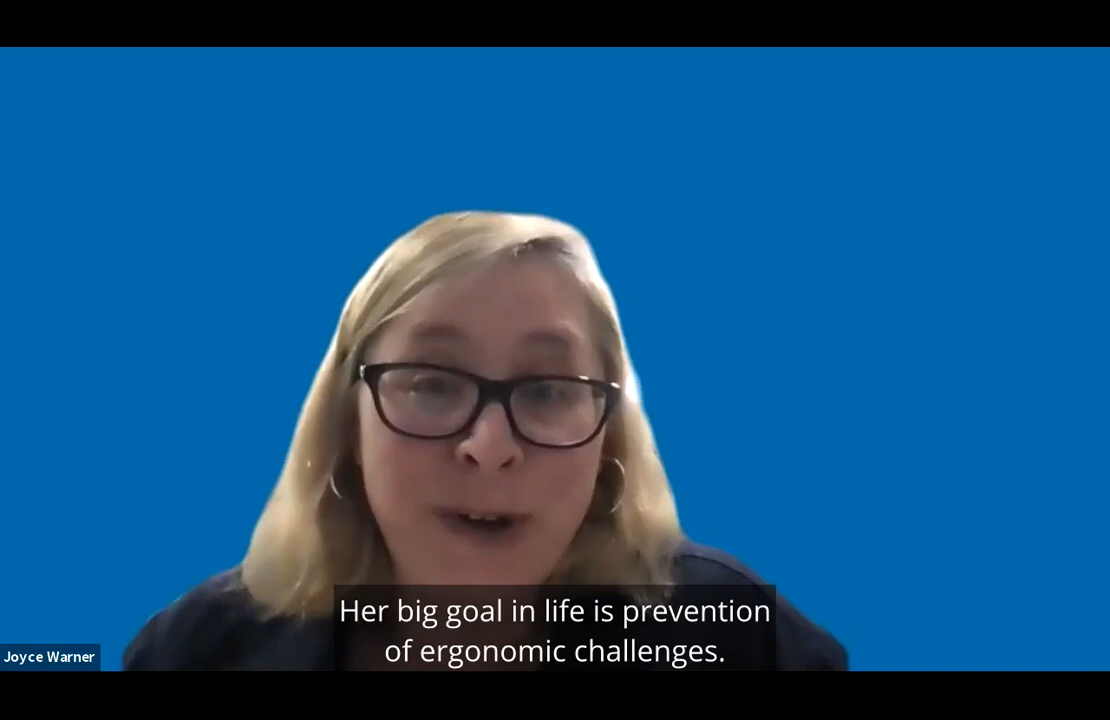 Her big goal in life is prevention
of ergonomic challenges.
Joyce Warner